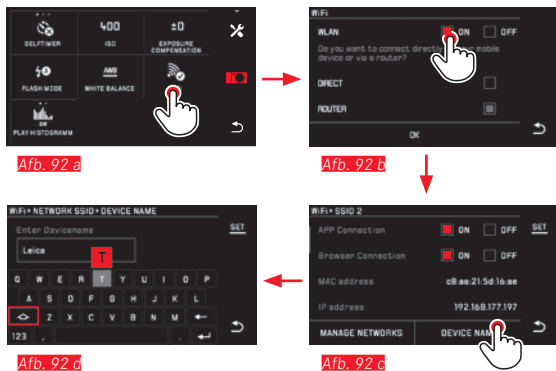 SELFTIMER
400
ISO
±0
EXPOSURE COMPENSATION
FLASH MODE
AWB
WHITE BALANCE
PLAY HISTOGRAMM
Afb. 92 a
WiFi
WLAN ON OFF
Do you want to connect directly your mobile
device or via a router?
DIRECT
ROUTER
OK
Afb. 92 b
WiFi • NETWORK SSID • DEVICE NAME
Enter Devicename
SET
Leica
T
Q W E R T Y U I O P
A S D F G H J K L
Z X C V B N M
123 . .
Afb. 92 d
WiFi • SSID 2
APP Connection ON OFF
SET
Browser Connection ON OFF
MAC address c8:aa:21:5d:16:ae
IP address 192.168.177.197
MANAGE NETWORKS DEVICE NAM
Afb. 92 c